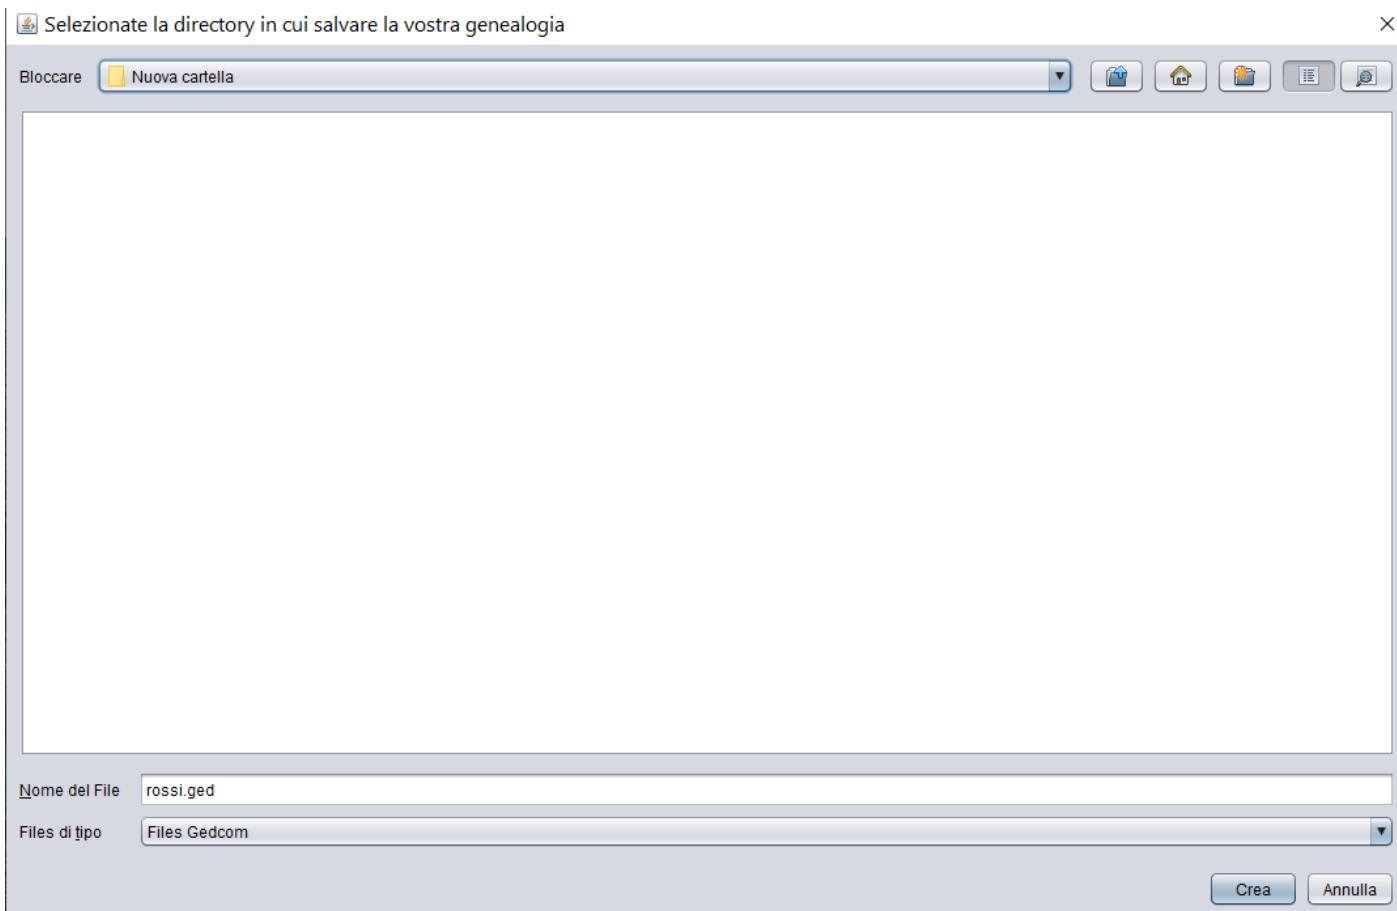 Selezionate la directory in cui salvare la vostra genealogia
Bloccare Nuova cartella
Nome del File rossi.ged
Files di tipo Files Gedcom
Crea Annulla